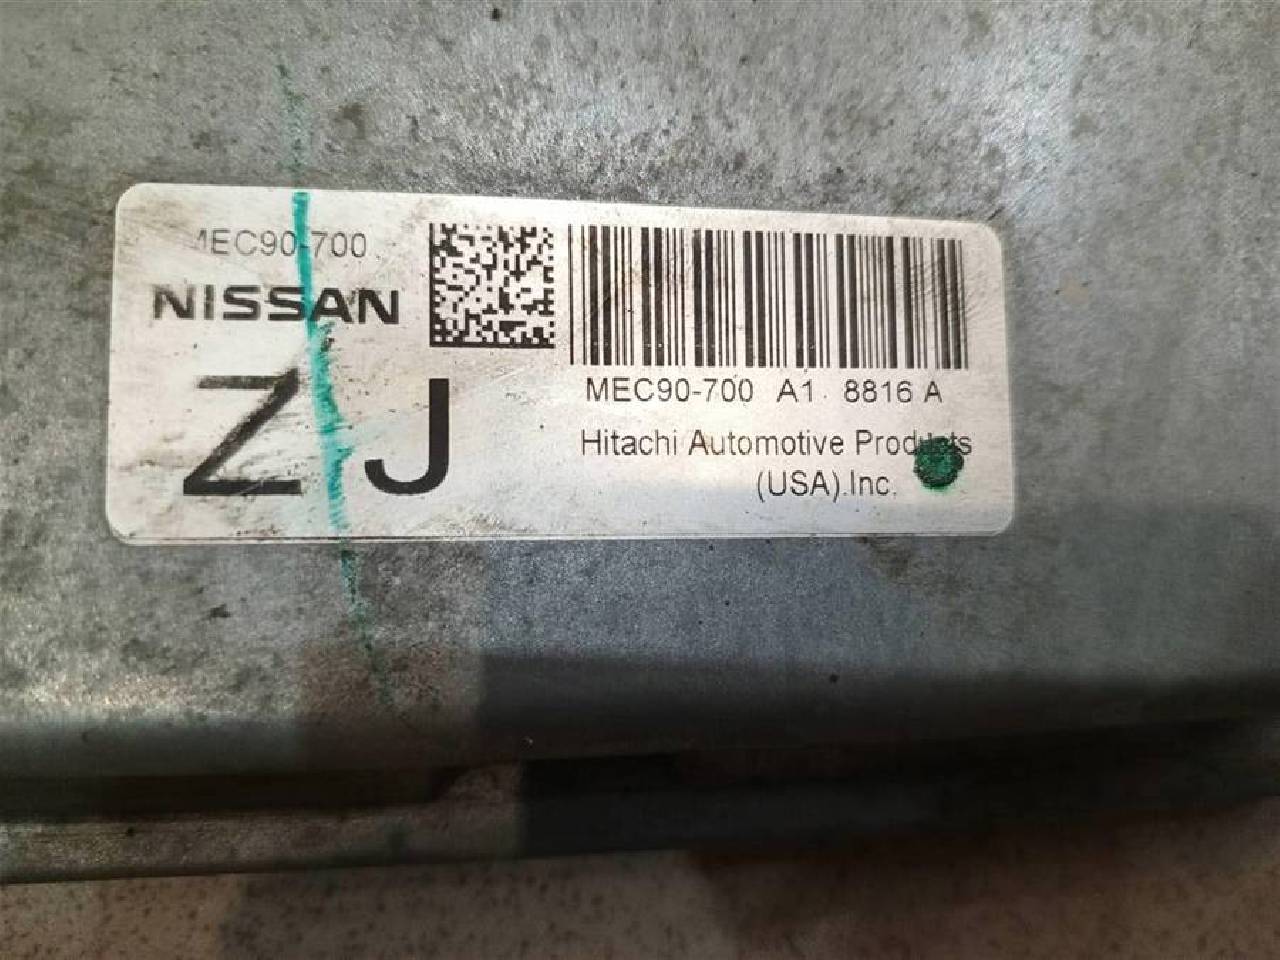 MEC90-700
NISSAN
ZJ
MEC90-700 A1 8816 A
Hitachi Automotive Products
(USA).Inc.